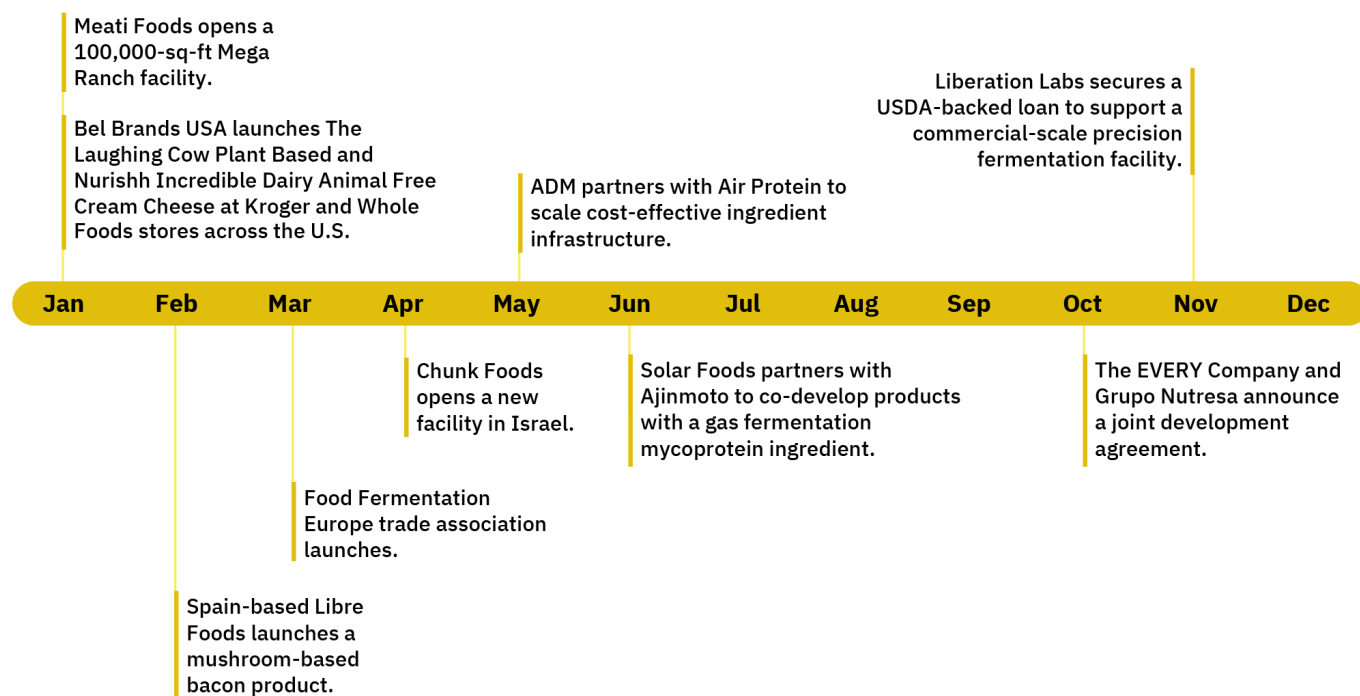 Meati Foods opens a
100,000-sq-ft Mega
Ranch facility.
Bel Brands USA launches The
Laughing Cow Plant Based and
Nurishh Incredible Dairy Animal Free
Cream Cheese at Kroger and Whole
Foods stores across the U.S.
ADM partners with Air Protein to
scale cost-effective ingredient
infrastructure.
Liberation Labs secures a
USDA-backed loan to support a
commercial-scale precision
fermentation facility.
Jan Feb Mar Apr May Jun Jul Aug Sep Oct Nov Dec
Chunk Foods
opens a new
facility in Israel.
Solar Foods partners with
Ajinmoto to co-develop products
with a gas fermentation
mycoprotein ingredient.
The EVERY Company and
Grupo Nutresa announce
a joint development
agreement.
Food Fermentation
Europe trade association
launches.
Spain-based Libre
Foods launches a
mushroom-based
bacon product.